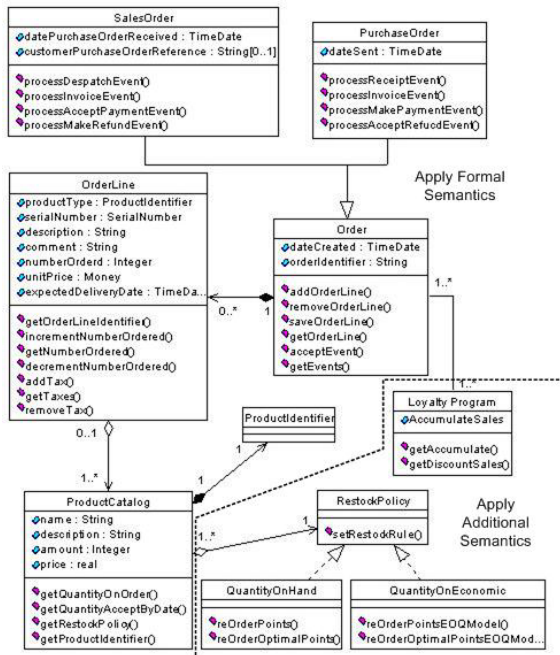 SalesOrder
datePurchaseOrderReceived : TimeDate
customerPurchaseOrderReference : String[0..1]
processDespatchEvent()
processInvoiceEvent()
processAcceptPaymentEvent()
processMakeRefundEvent()
PurchaseOrder
dateSent : TimeDate
processReceiptEvent()
processInvoiceEvent()
processMakePaymentEvent()
processAcceptRefucdEvent()
Apply Formal
Semantics
OrderLine
productType : ProductIdentifier
serialNumber : SerialNumber
description : String
comment : String
numberOrderd : Integer
unitPrice : Money
expectedDeliveryDate : TimeDa...
getOrderLineIdentifier()
incrementNumberOrdered()
getNumberOrdered()
decrementNumberOrdered()
addTax()
getTaxes()
removeTax()
Order
dateCreated : TimeDate
orderIdentifier : String
addOrderLine()
removeOrderLine()
saveOrderLine()
getOrderLine()
acceptEvent()
getEvents()
0..*
1
1..*
1..*
Loyalty Program
AccumulateSales
getAccumulate()
getDiscountSales()
0..1
1..*
ProductIdentifier
1
1
ProductCatalog
name : String
description : String
amount : Integer
price : real
getQuantityOnOrder()
getQuantityAcceptByDate()
getRestockPolicy()
getProductIdentifier()
1..*
1
RestockPolicy
setRestockRule()
Apply
Additional
Semantics
QuantityOnHand
reOrderPoints()
reOrderOptimalPoints()
QuantityOnEconomic
reOrderPointsEOQModel()
reOrderOptimalPointsEOQMod...